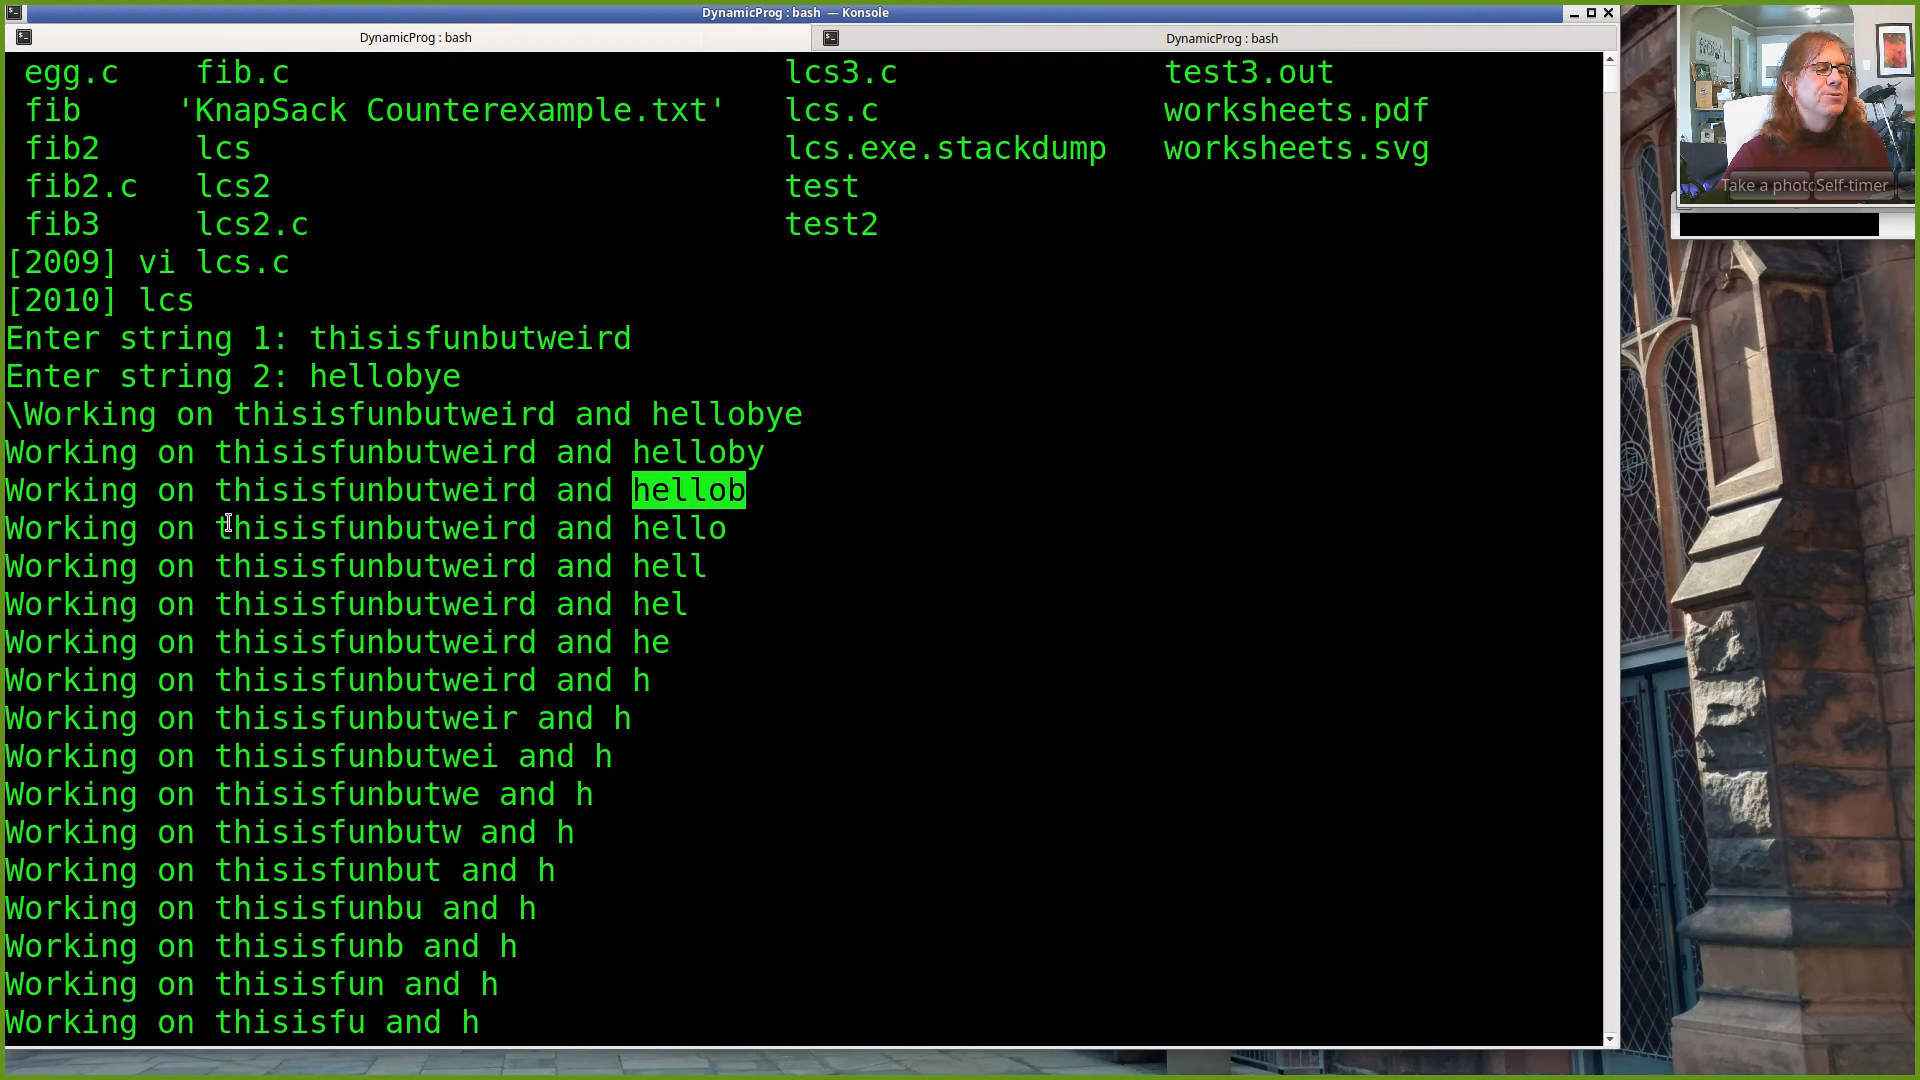 DynamicProg : bash — Konsole
DynamicProg : bash DynamicProg : bash
egg.c fib.c lcs3.c test3.out
fib 'KnapSack Counterexample.txt' lcs.c worksheets.pdf
fib2 lcs lcs.exe.stackdump worksheets.svg
fib2.c lcs2 test
fib3 lcs2.c test2
[2009] vi lcs.c
[2010] lcs
Enter string 1: thisisfunbutweird
Enter string 2: hellobye
\Working on thisisfunbutweird and hellobye
Working on thisisfunbutweird and helloby
Working on thisisfunbutweird and hellob
Working on thisisfunbutweird and hello
Working on thisisfunbutweird and hell
Working on thisisfunbutweird and hel
Working on thisisfunbutweird and he
Working on thisisfunbutweird and h
Working on thisisfunbutweir and h
Working on thisisfunbutwei and h
Working on thisisfunbutwe and h
Working on thisisfunbutw and h
Working on thisisfunbut and h
Working on thisisfunbu and h
Working on thisisfunb and h
Working on thisisfun and h
Working on thisisfu and h
Take a photo Self-timer